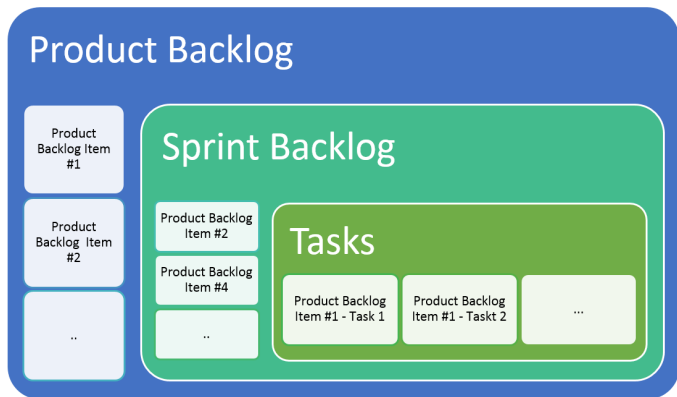 Product Backlog
Product
Backlog Item
#1
Product
Backlog Item
#2
..
Sprint Backlog
Product Backlog
Item #2
Product Backlog
Item #4
..
Tasks
Product Backlog
Item #1 - Task 1
Product Backlog
Item #1 - Taskt 2
...